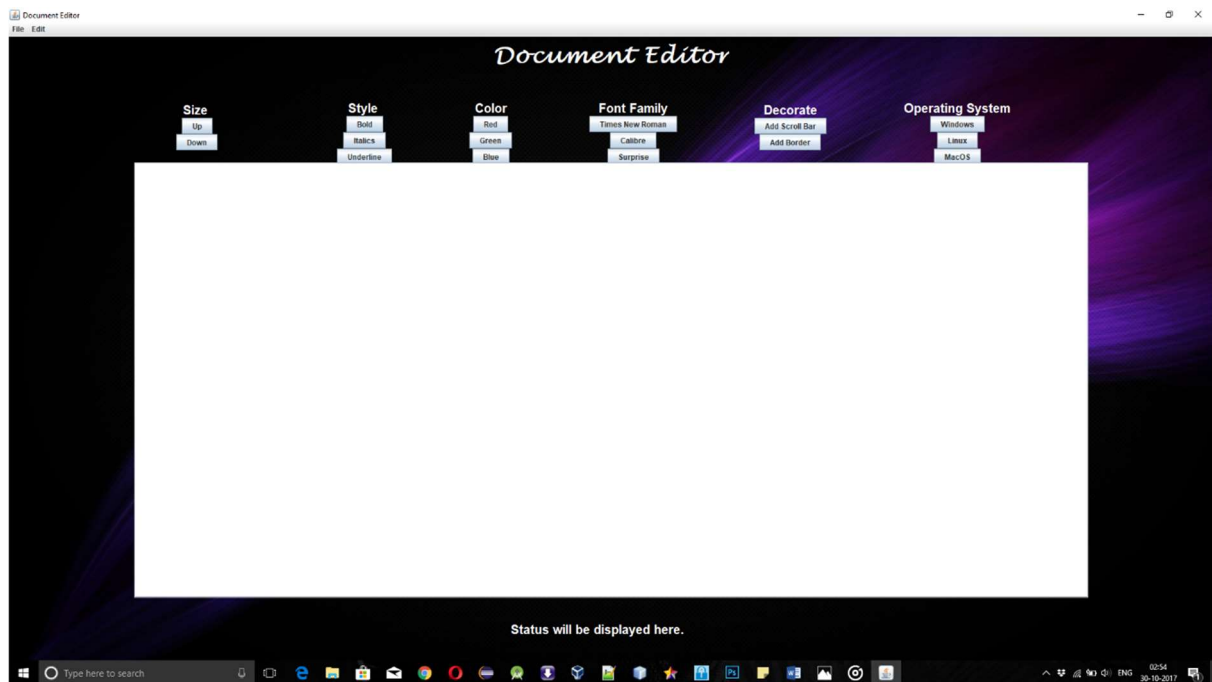 Document Editor
File Edit
Document Editor
Size Style Color Font Family Decorate Operating System
Up Bold Red Times New Roman Add Scroll Bar Windows
Down Italics Green Calibre Add Border Linux
Underline Blue Surprise MacOS
Status will be displayed here.
Type here to search
ENG 02:54
30-10-2017